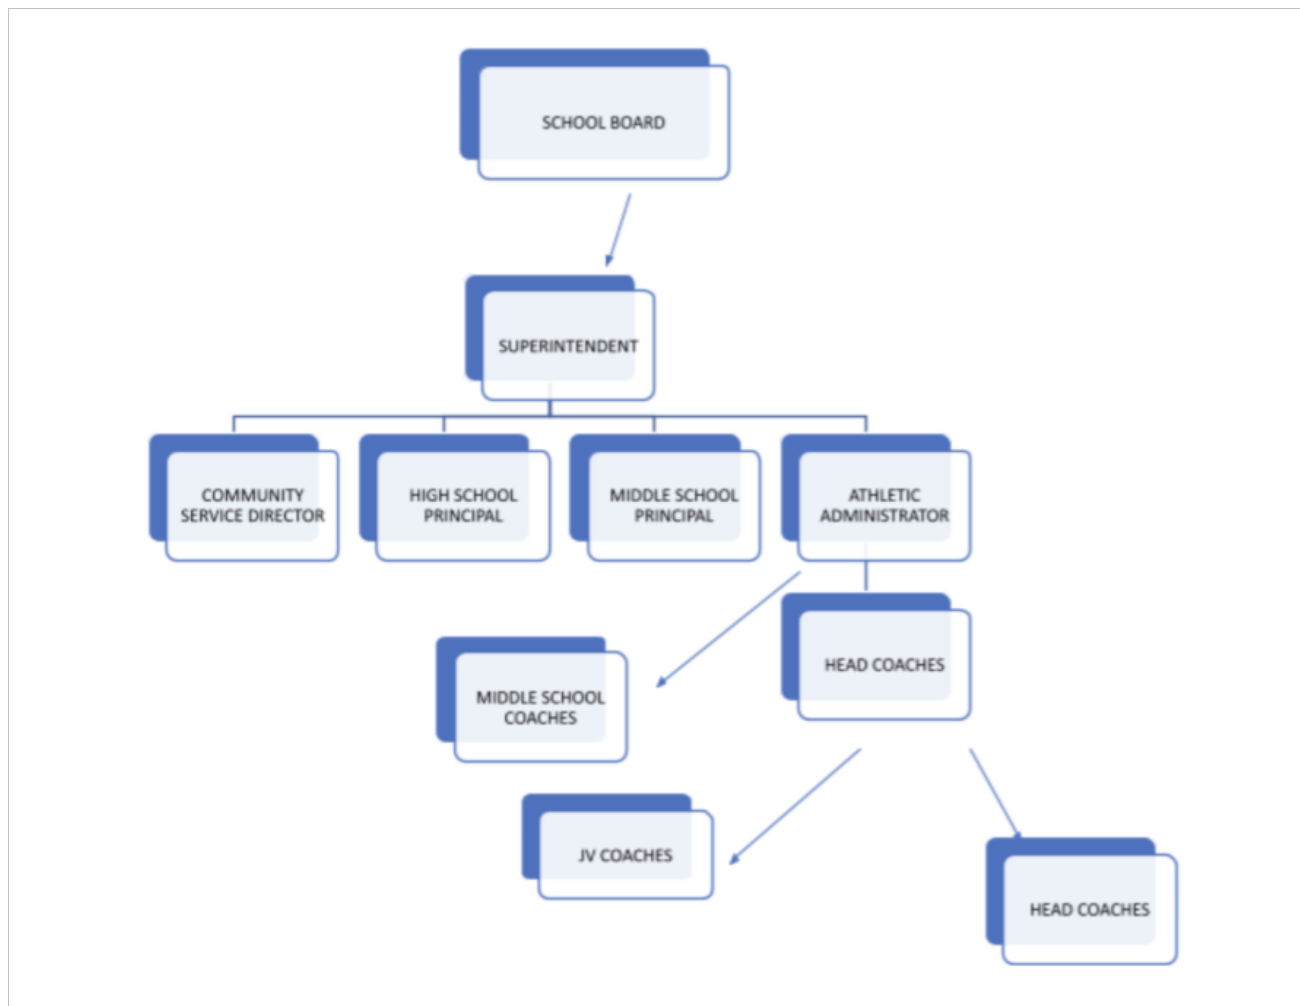 SCHOOL BOARD
SUPERINTENDENT
COMMUNITY
SERVICE DIRECTOR
HIGH SCHOOL
PRINCIPAL
MIDDLE SCHOOL
PRINCIPAL
ATHLETIC
ADMINISTRATOR
HEAD COACHES
MIDDLE SCHOOL
COACHES
JV COACHES
HEAD COACHES